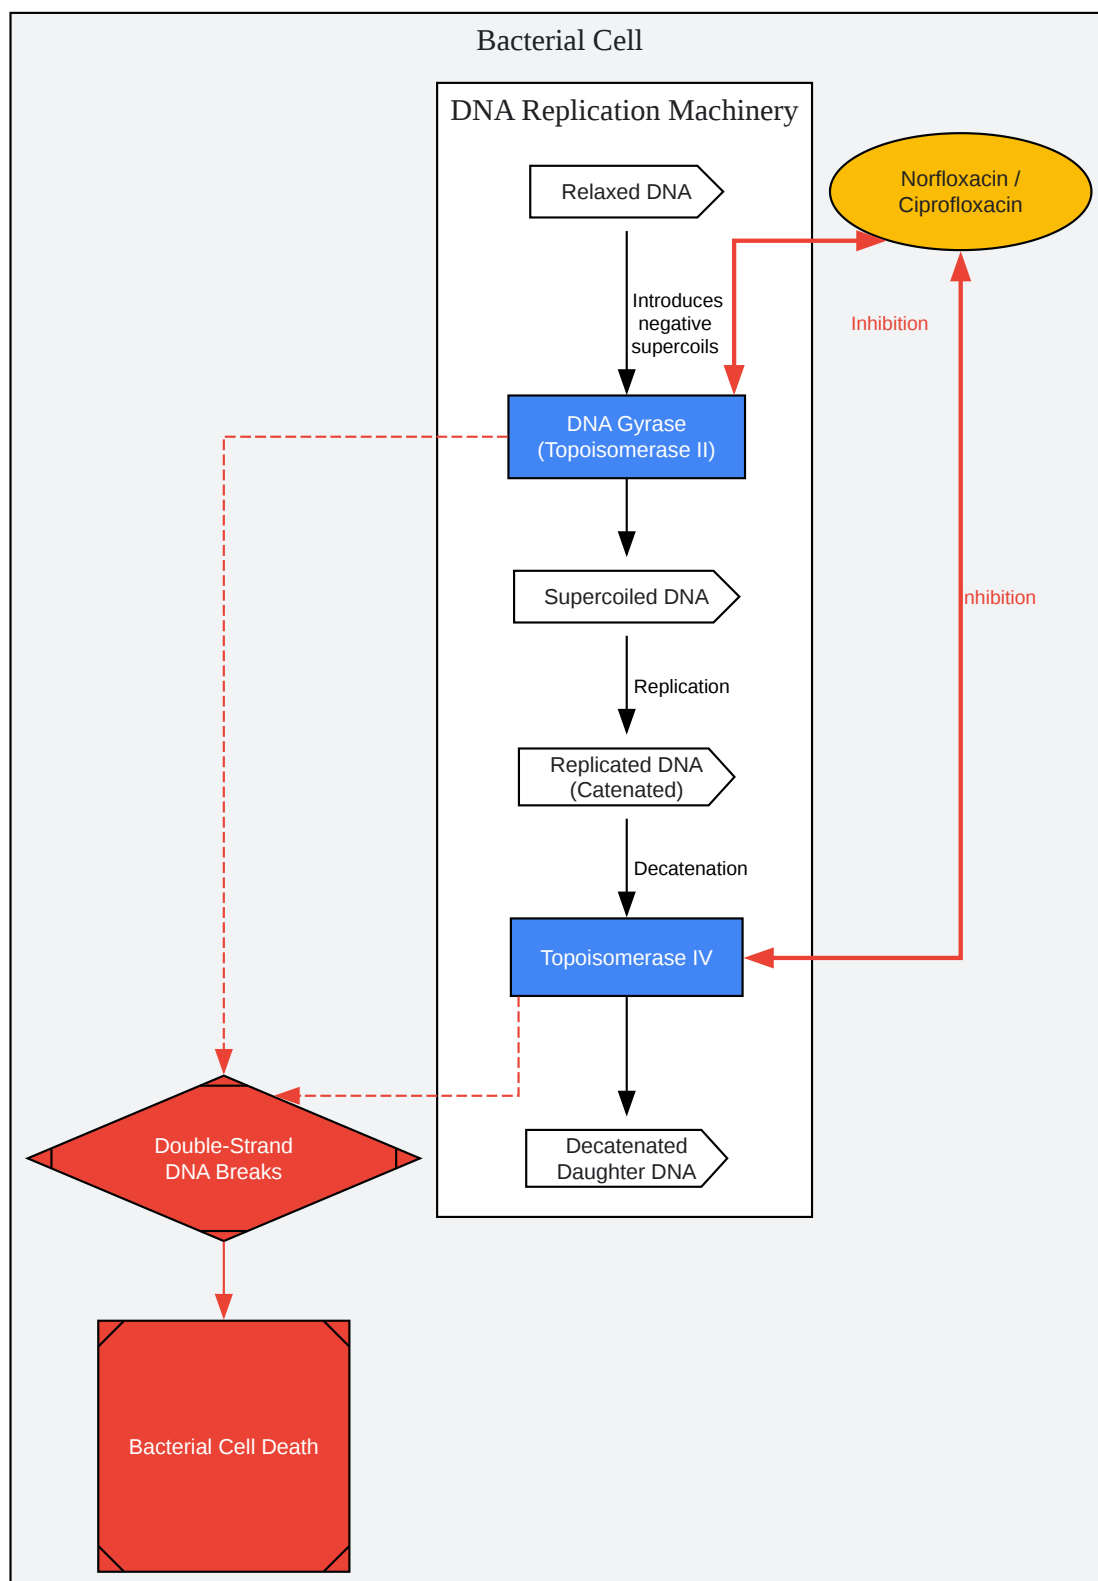 Bacterial Cell
DNA Replication Machinery
Relaxed DNA
Norfloxacin /
Ciprofloxacin
Introduces
negative
supercoils
Inhibition
DNA Gyrase
(Topoisomerase II)
Supercoiled DNA
Inhibition
Replication
Replicated DNA
(Catenated)
Decatenation
Topoisomerase IV
Double-Strand
DNA Breaks
Decatenated
Daughter DNA
Bacterial Cell Death